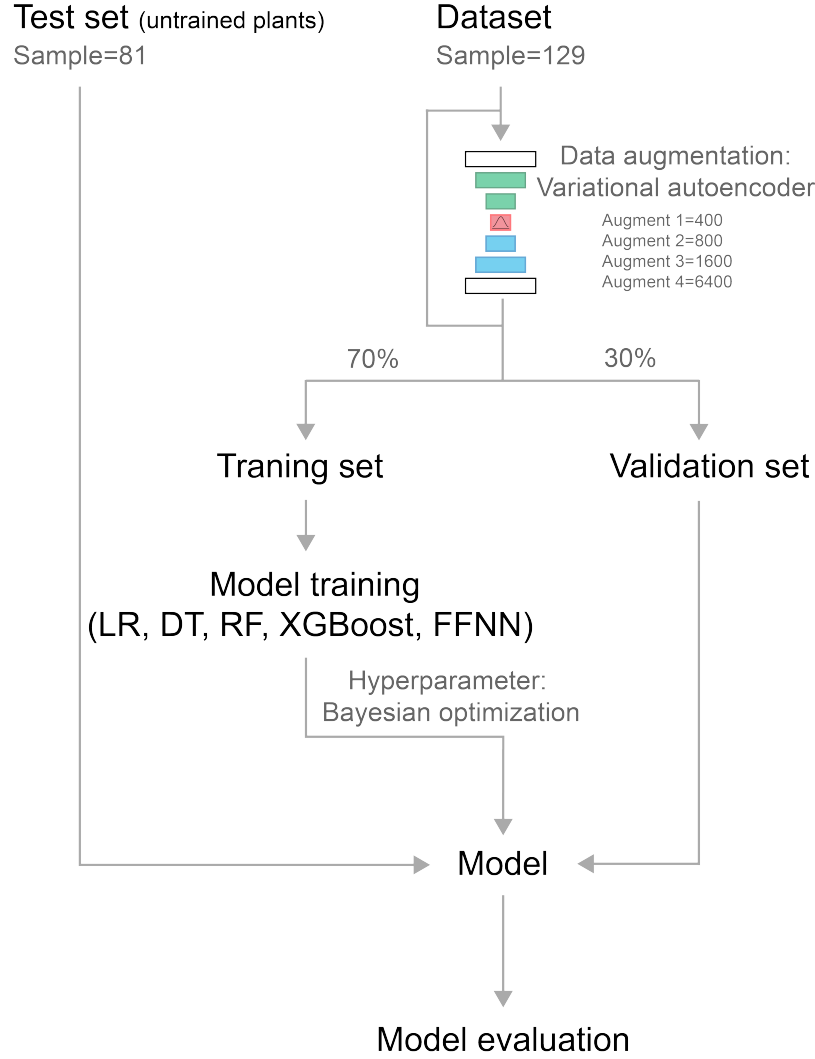 Test set (untrained plants)
Sample=81
Dataset
Sample=129
Data augmentation:
Variational autoencoder
Augment 1=400
Augment 2=800
Augment 3=1600
Augment 4=6400
70%
30%
Traning set
Validation set
Model training
(LR, DT, RF, XGBoost, FFNN)
Hyperparameter:
Bayesian optimization
Model
Model evaluation